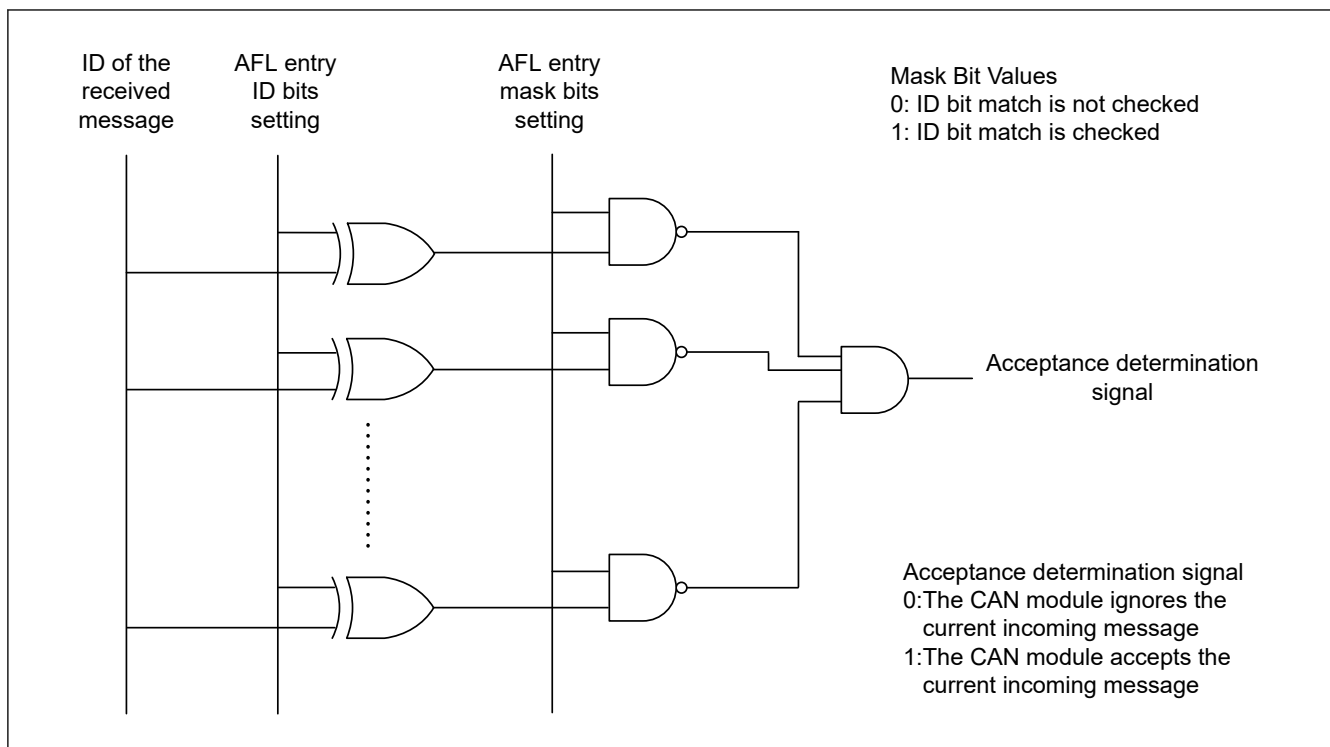 ID of the
received
message
AFL entry
ID bits
setting
AFL entry
mask bits
setting
Mask Bit Values
0: ID bit match is not checked
1: ID bit match is checked
Acceptance determination
signal
Acceptance determination signal
0:The CAN module ignores the
current incoming message
1:The CAN module accepts the
current incoming message